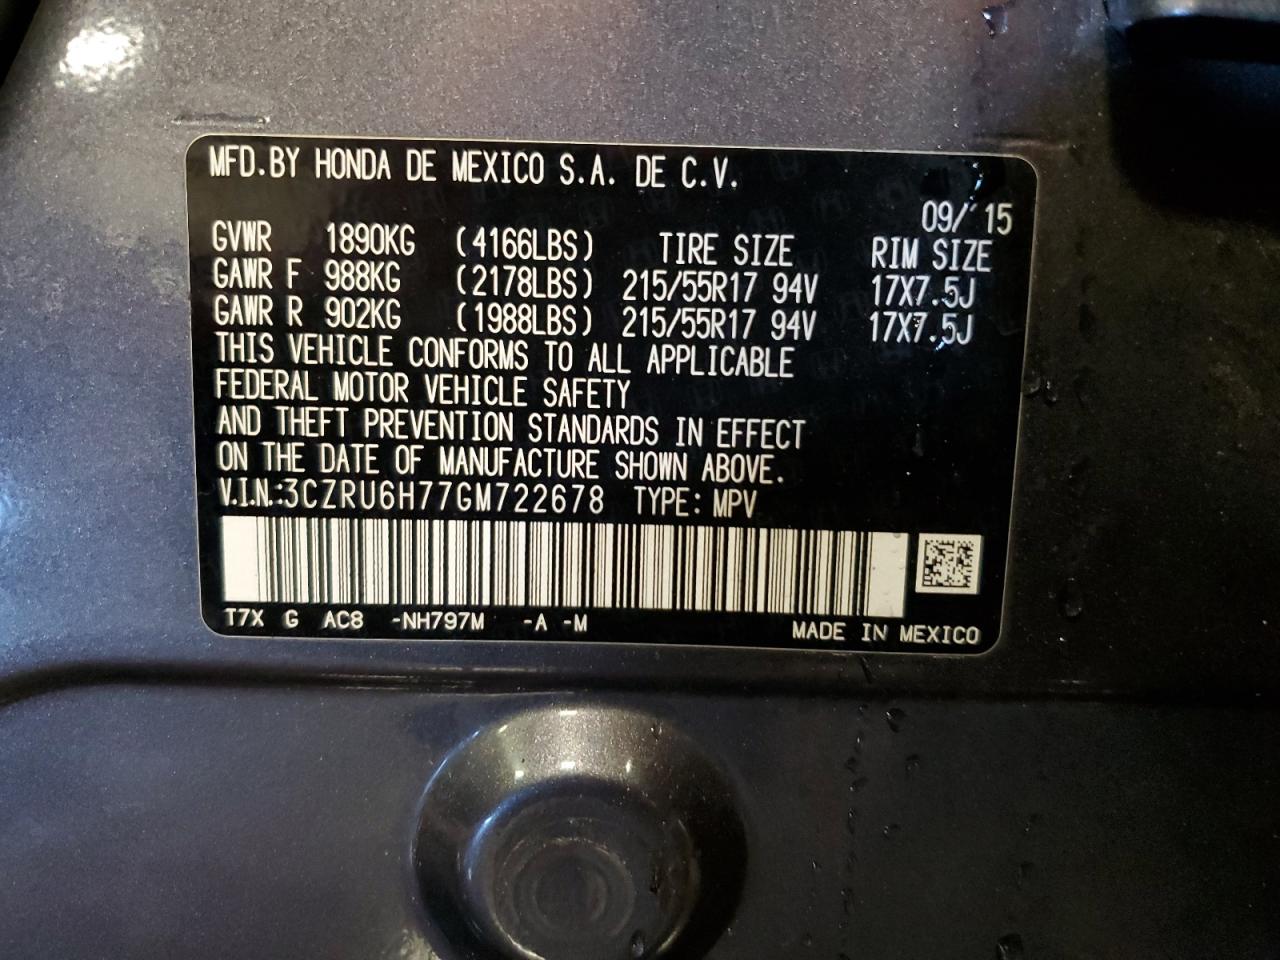 MFD.BY HONDA DE MEXICO S.A. DE C.V.
09/'15
GVWR 1890KG (4166LBS) TIRE SIZE RIM SIZE
GAWR F 988KG (2178LBS) 215/55R17 94V 17X7.5J
GAWR R 902KG (1988LBS) 215/55R17 94V 17X7.5J
THIS VEHICLE CONFORMS TO ALL APPLICABLE
FEDERAL MOTOR VEHICLE SAFETY
AND THEFT PREVENTION STANDARDS IN EFFECT
ON THE DATE OF MANUFACTURE SHOWN ABOVE.
V.I.N.:3CZRU6H77GM722678 TYPE: MPV
T7X G AC8 -NH797M -A -M
MADE IN MEXICO